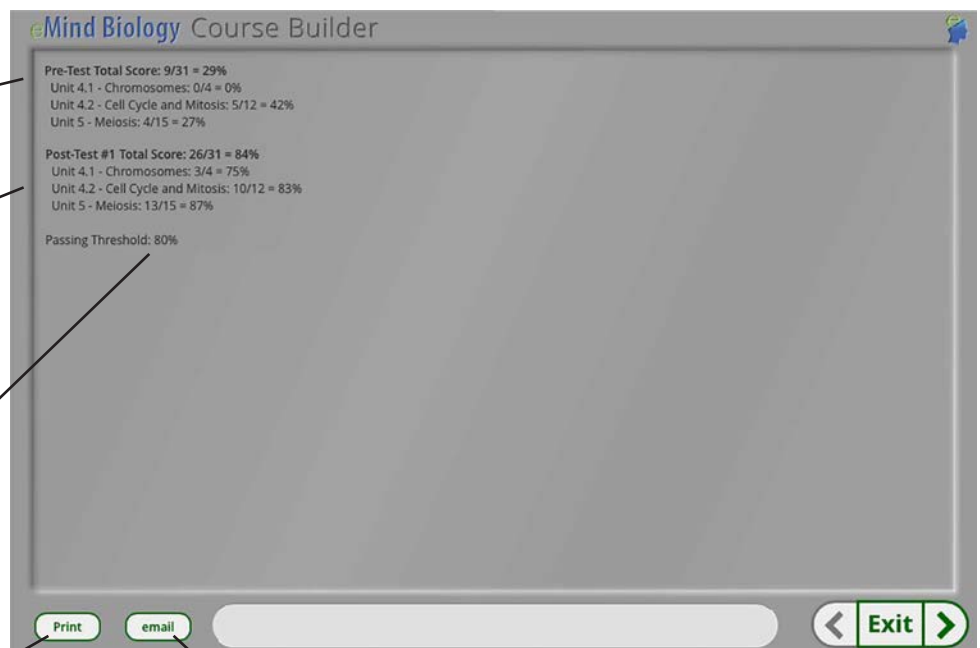 eMind Biology Course Builder
Pre-Test Total Score: 9/31 = 29%
Unit 4.1 - Chromosomes: 0/4 = 0%
Unit 4.2 - Cell Cycle and Mitosis: 5/12 = 42%
Unit 5 - Meiosis: 4/15 = 27%
Post-Test #1 Total Score: 26/31 = 84%
Unit 4.1 - Chromosomes: 3/4 = 75%
Unit 4.2 - Cell Cycle and Mitosis: 10/12 = 83%
Unit 5 - Meiosis: 13/15 = 87%
Passing Threshold: 80%
Print email Exit